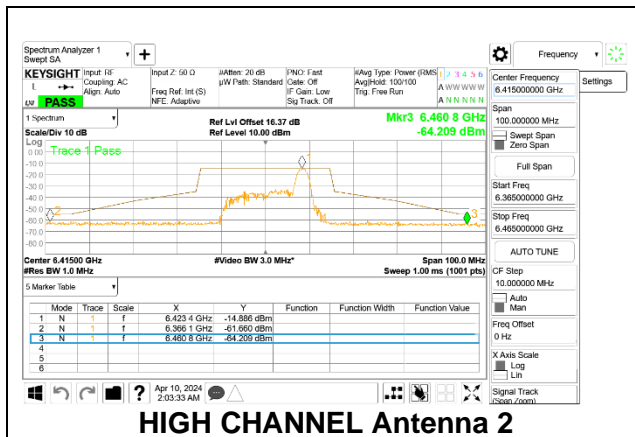 Spectrum Analyzer 1
Swept SA
Frequency
KEYSIGHT
Input: RF
Coupling: AC
Align: Auto
Input Z: 50 Ω
Freq Ref: Int (S)
NFE: Adaptive
#Atten: 20 dB
µW Path: Standard
PNO: Fast
Gate: Off
IF Gain: Low
Sig Track: Off
#Avg Type: Power (RMS
Avg|Hold: 100/100
Trig: Free Run
1 2 3 4 5 6
A W W W W W
A N N N N N
L
PASS
1 Spectrum
Scale/Div 10 dB
Ref Lvl Offset 16.37 dB
Ref Level 10.00 dBm
Mkr3 6.460 8 GHz
-64.209 dBm
Log
Trace 1 Pass
0.00
-10.0
-20.0
-30.0
-40.0
-50.0
-60.0
-70.0
-80.0
1
2
3
Center 6.41500 GHz
#Res BW 1.0 MHz
#Video BW 3.0 MHz*
Span 100.0 MHz
Sweep 1.00 ms (1001 pts)
5 Marker Table
Mode Trace Scale X Y Function Function Width Function Value
1 N 1 f 6.423 4 GHz -14.886 dBm
2 N 1 f 6.366 1 GHz -61.660 dBm
3 N 1 f 6.460 8 GHz -64.209 dBm
4
5
6
Apr 10, 2024
2:03:33 AM
Center Frequency
6.415000000 GHz
Settings
Span
100.000000 MHz
Swept Span
Zero Span
Full Span
Start Freq
6.365000000 GHz
Stop Freq
6.465000000 GHz
AUTO TUNE
CF Step
10.000000 MHz
Auto
Man
Freq Offset
0 Hz
X Axis Scale
Log
Lin
Signal Track
(Span Zoom)
HIGH CHANNEL Antenna 2